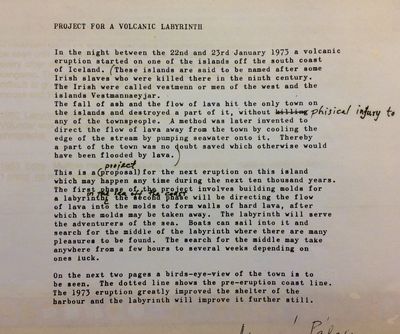 PROJECT FOR A VOLCANIC LABYRINTH
In the night between the 22nd and 23rd January 1973 a volcanic
eruption started on one of the islands off the south coast
of Iceland. (These islands are said to be named after some
Irish slaves who were killed there in the ninth century.
The Irish were called vestmenn or men of the west and the
islands Vestmannaeyjar.
The fall of ash and the flow of lava hit the only town on
the islands and destroyed a part of it, without killing phisical injury to
any of the townspeople. A method was later invented to
direct the flow of lava away from the town by cooling the
edge of the stream by pumping seawater onto it. Thereby
a part of the town was no doubt saved which otherwise would
have been flooded by lava.)
project
This is a (proposal) for the next eruption on this island
which may happen any time during the next ten thousand years.
The first phase of the project involves building molds for
in the sea
a labyrinth, the second phase will be directing the flow
of lava into the molds to form walls of hard lava, after
which the molds may be taken away. The labyrinth will serve
the adventurers of the sea. Boats can sail into it and
search for the middle of the labyrinth where there are many
pleasures to be found. The search for the middle may take
anywhere from a few hours to several weeks depending on
ones luck.
On the next two pages a birds-eye-view of the town is to
be seen. The dotted line shows the pre-eruption coast line.
The 1973 eruption greatly improved the shelter of the
harbour and the labyrinth will improve it further still.